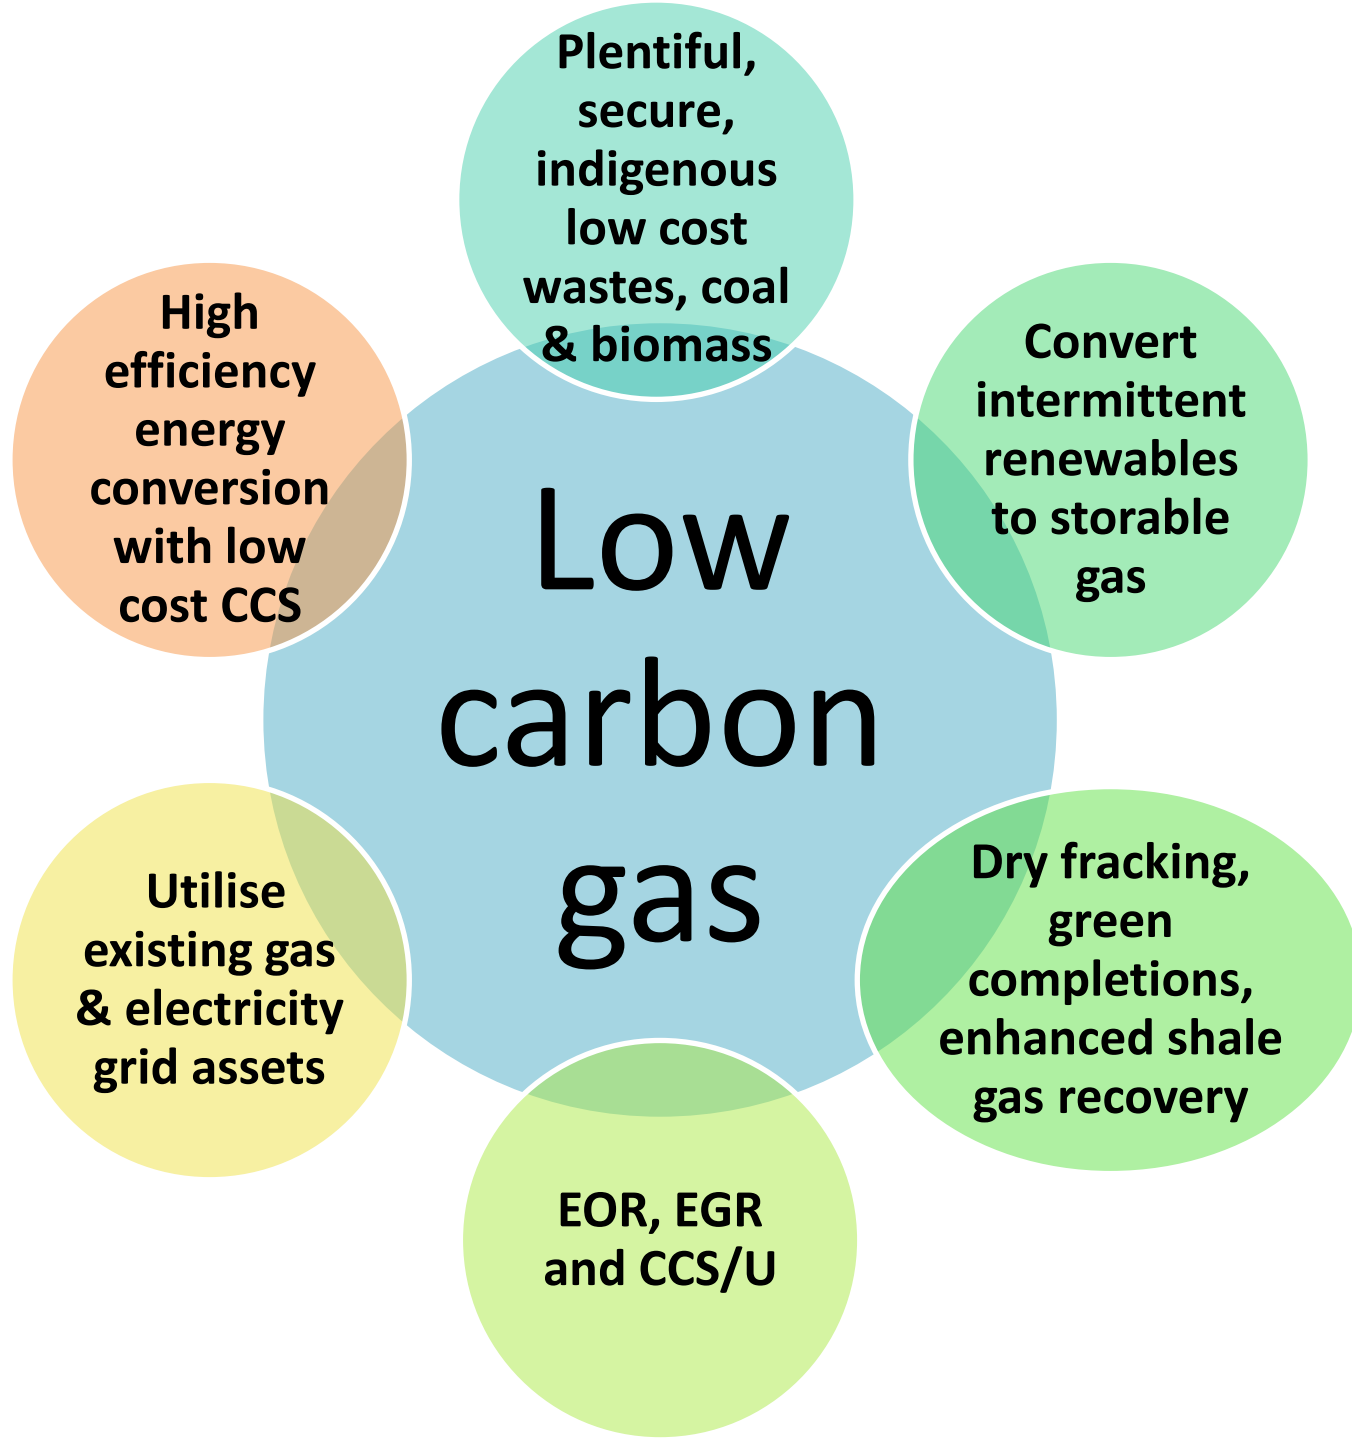 Plentiful,
secure,
indigenous
low cost
wastes, coal
& biomass
Convert
intermittent
renewables
to storable
gas
Dry fracking,
green
completions,
enhanced shale
gas recovery
EOR, EGR
and CCS/U
Utilise
existing gas
& electricity
grid assets
High
efficiency
energy
conversion
with low
cost CCS
Low
carbon
gas